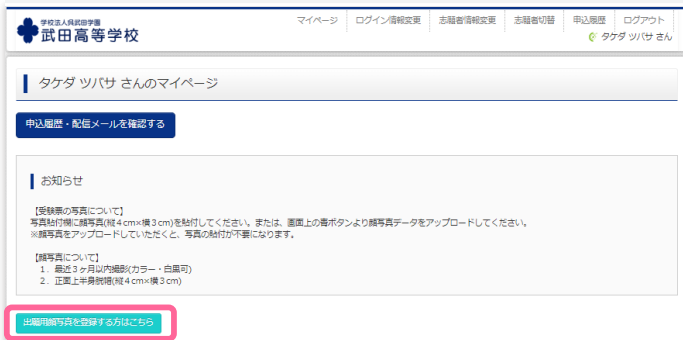 学校法人呉武田学園
武田高等学校
マイページ
ログイン情報変更
志願者情報変更
志願者切替
申込履歴
ログアウト
タケダ ツバサ さん
タケダ ツバサ さんのマイページ
申込履歴・配信メールを確認する
お知らせ
【受験票の写真について】
写真貼付欄に顔写真(縦4cm×横3cm)を貼付してください。または、画面上の青ボタンより顔写真データをアップロードしてください。
※顔写真をアップロードしていただくと、写真の貼付が不要になります。
【顔写真について】
1. 最近3ヶ月以内撮影(カラー・白黒可)
2. 正面上半身脱帽(縦4cm×横3cm)
出願用顔写真を登録する方はこちら